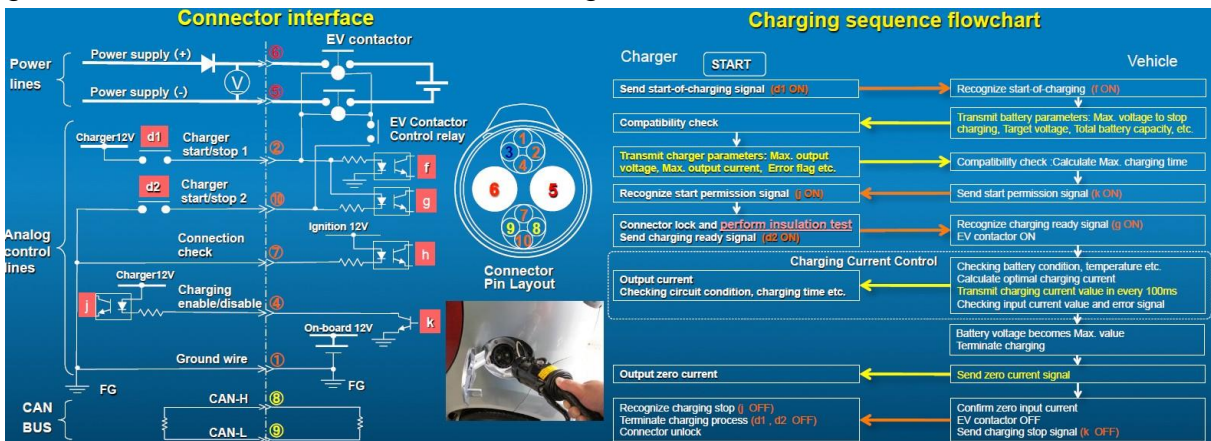 Connector interface
Power lines
Power supply (+)
Power supply (-)
V
⑥
⑤
EV contactor
EV Contactor
Control relay
Analog control lines
Charger12V
d1
Charger
start/stop 1
②
f
d2
Charger
start/stop 2
⑩
g
Ignition 12V
Connection
check
⑦
h
Charger12V
j
Charging
enable/disable
④
k
On-board 12V
Ground wire
①
FG
FG
CAN
BUS
CAN-H
⑧
CAN-L
⑨
1
3 2
4
6 5
7
9 8
10
Connector
Pin Layout
Charging sequence flowchart
Charger
START
Vehicle
Send start-of-charging signal (d1 ON)
Recognize start-of-charging (f ON)
Compatibility check
Transmit battery parameters: Max. voltage to stop
charging, Target voltage, Total battery capacity, etc.
Transmit charger parameters: Max. output
voltage, Max. output current, Error flag etc.
Compatibility check :Calculate Max. charging time
Recognize start permission signal (j ON)
Send start permission signal (k ON)
Connector lock and perform insulation test
Send charging ready signal (d2 ON)
Recognize charging ready signal (g ON)
EV contactor ON
Charging Current Control
Output current
Checking circuit condition, charging time etc.
Checking battery condition, temperature etc.
Calculate optimal charging current
Transmit charging current value in every 100ms
Checking input current value and error signal
Battery voltage becomes Max. value
Terminate charging
Output zero current
Send zero current signal
Recognize charging stop (j OFF)
Terminate charging process (d1 , d2 OFF)
Connector unlock
Confirm zero input current
EV contactor OFF
Send charging stop signal (k OFF)